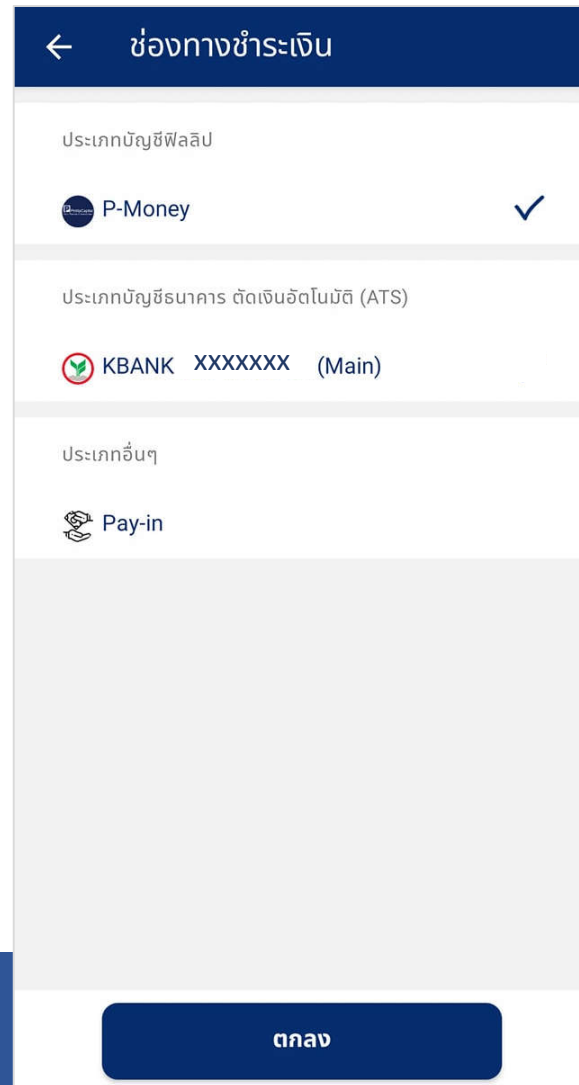 ช่องทางชำระเงิน
ประเภทบัญชีฟิลลิป
P-Money
ประเภทบัญชีธนาคาร ตัดเงินอัตโนมัติ (ATS)
KBANK XXXXXXX (Main)
ประเภทอื่นๆ
Pay-in
ตกลง